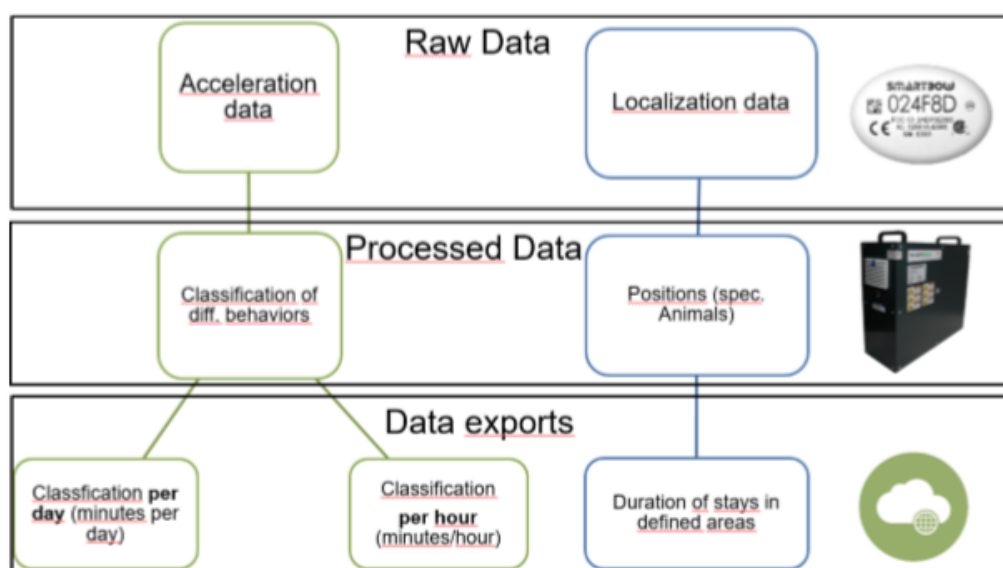 Raw Data
Acceleration
data
Localization data
SMARTBOW
024F8D
Processed Data
Classification of
diff. behaviors
Positions (spec.
Animals)
Data exports
Classfication per
day (minutes per
day)
Classification
per hour
(minutes/hour)
Duration of stays in
defined areas